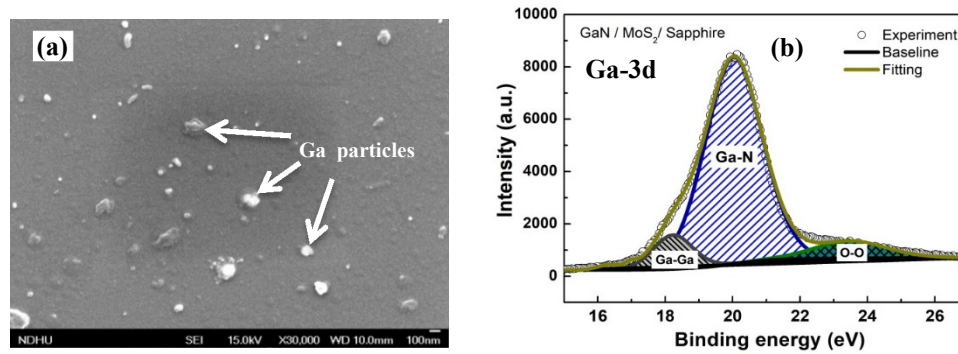 (a)
Ga particles
NDHU SEI 15.0kV X30,000 WD 10.0mm 100nm
10000
8000
6000
4000
2000
0
Intensity (a.u.)
GaN / MoS2/ Sapphire
(b)
Ga-3d
Experiment
Baseline
Fitting
Ga-N
Ga-Ga
O-O
16 18 20 22 24 26
Binding energy (eV)